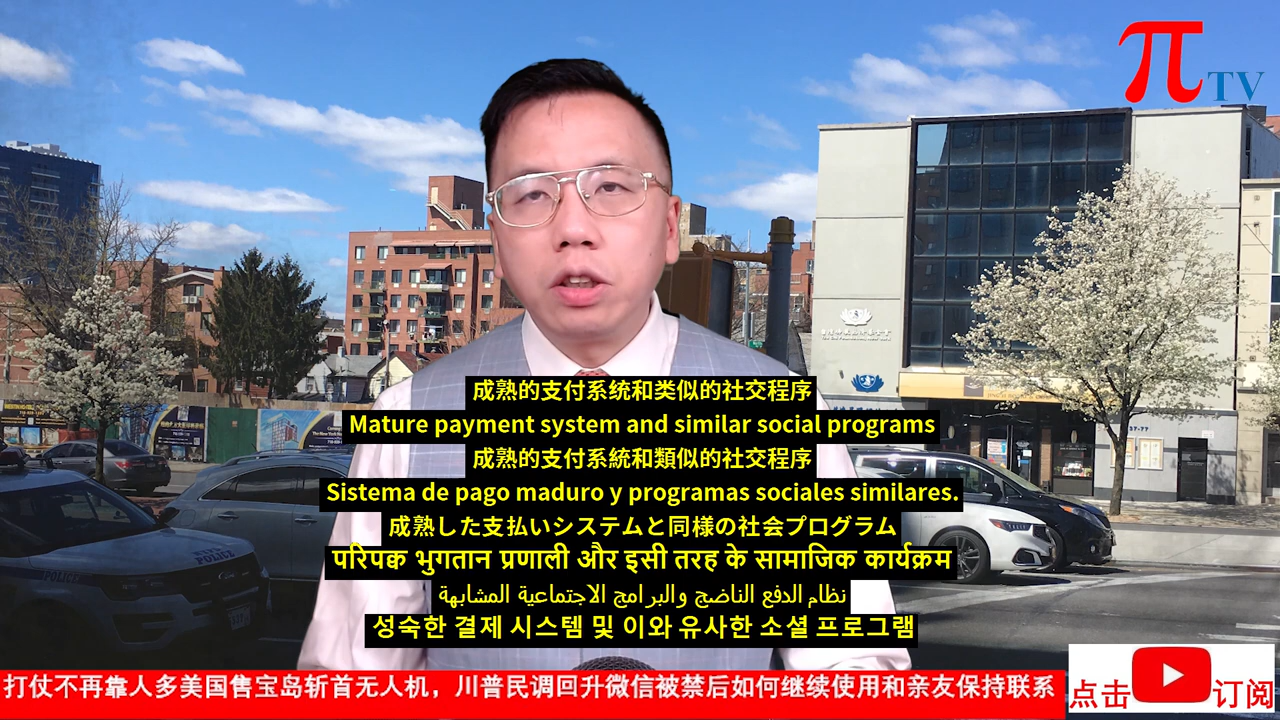 π TV
成熟的支付系统和类似的社交程序
Mature payment system and similar social programs
成熟的支付系統和類似的社交程序
Sistema de pago maduro y programas sociales similares.
成熟した支払いシステムと同様の社会プログラム
परिपक्व भुगतान प्रणाली और इसी तरह के सामाजिक कार्यक्रम
نظام الدفع الناضج والبرامج الاجتماعية المشابهة
성숙한 결제 시스템 및 이와 유사한 소셜 프로그램
打仗不再靠人多美国售宝岛斩首无人机，川普民调回升微信被禁后如何继续使用和亲友保持联系
点击 订阅